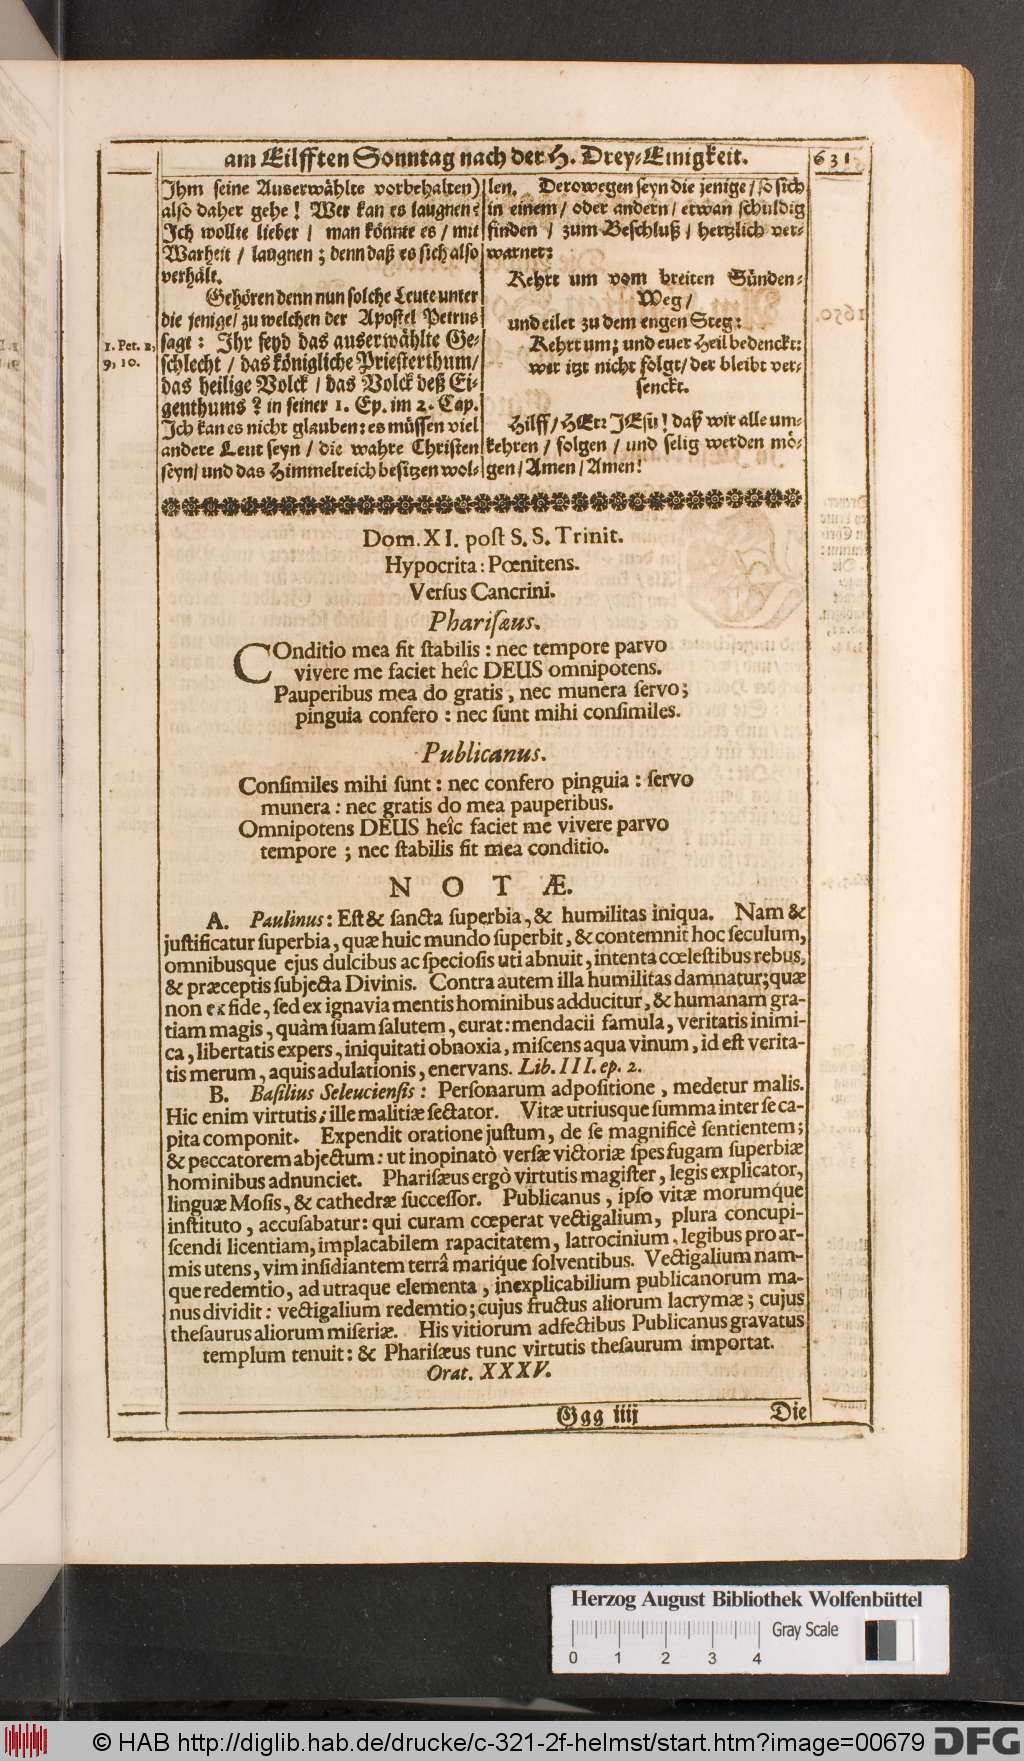 am Eilfften Sonntag nach der H. Drey-Einigkeit.
631
Ihm seine Auserwählte vorbehalten)
also daher gehe! Wer kan es laugnen?
Ich wollte lieber / man könnte es / mit
Warheit / laugnen; denn daß es sich also
verhält.
Gehören denn nun solche Leute unter
die jenige / zu welchen der Apostel Petrus
sagt: Ihr seyd das auserwählte Ge-
schlecht / das königliche Priesterthum /
das heilige Volck / das Volck deß Ei-
genthums? in seiner 1. Ep. im 2. Cap.
Ich kan es nicht glauben: es müssen viel
andere Leut seyn / die wahre Christen
seyn / und das Himmelreich besitzen wol-
1. Pet. 2,
9, 10.
len. Derowegen seyn die jenige / so sich
in einem / oder andern / etwan schuldig
finden / zum Beschluß / hertzlich ver-
warnet:
Kehrt um vom breiten Sünden-
Weg /
und eilet zu dem engen Steg:
Kehrt um; und euer Heil bedenckt:
wer itzt nicht folgt / der bleibt ver-
senckt.
Hilff / HErr JEsu! daß wir alle um-
kehren / folgen / und selig werden mö-
gen / Amen / Amen!
Dom. XI. poſt S. S. Trinit.
Hypocrita: Pœnitens.
Verſus Cancrini.
Phariſæus.
COnditio mea fit ſtabilis: nec tempore parvo
vivere me faciet heîc DEUS omnipotens.
Pauperibus mea do gratis, nec munera ſervo;
pinguia confero: nec ſunt mihi conſimiles.
Publicanus.
Conſimiles mihi ſunt: nec confero pinguia: ſervo
munera: nec gratis do mea pauperibus.
Omnipotens DEUS heîc faciet me vivere parvo
tempore; nec ſtabilis fit mea conditio.
NOTÆ.
A. Paulinus: Eſt & ſancta ſuperbia, & humilitas iniqua. Nam &
juſtificatur ſuperbia, quæ huic mundo ſuperbit, & contemnit hoc ſeculum,
omnibusque ejus dulcibus ac ſpecioſis uti abnuit, intenta cœleſtibus rebus,
& præceptis ſubjecta Divinis. Contra autem illa humilitas damnatur; quæ
non ex fide, ſed ex ignavia mentis hominibus adducitur, & humanam gra-
tiam magis, quàm ſuam ſalutem, curat: mendacii famula, veritatis inimi-
ca, libertatis expers, iniquitati obnoxia, miſcens aqua vinum, id eſt verita-
tis merum, aquis adulationis, enervans. Lib. III. ep. 2.
B. Baſilius Seleucienſis: Perſonarum adpoſitione, medetur malis.
Hic enim virtutis; ille malitiæ ſectator. Vitæ utriusque ſumma inter ſe ca-
pita componit. Expendit oratione juſtum, de ſe magnificè ſentientem;
& peccatorem abjectum: ut inopinatò verſæ victoriæ ſpes fugam ſuperbiæ
hominibus adnunciet. Phariſæus ergò virtutis magiſter, legis explicator,
linguæ Moſis, & cathedræ ſucceſſor. Publicanus, ipſo vitæ morumque
inſtituto, accuſabatur: qui curam cœperat vectigalium, plura concupi-
ſcendi licentiam, implacabilem rapacitatem, latrocinium, legibus pro ar-
mis utens, vim inſidiantem terrâ marique ſolventibus. Vectigalium nam-
que redemtio, ad utraque elementa, inexplicabilium publicanorum ma-
nus dividit: vectigalium redemtio; cujus fructus aliorum lacrymæ; cujus
theſaurus aliorum miſeriæ. His vitiorum adfectibus Publicanus gravatus
templum tenuit: & Phariſæus tunc virtutis theſaurum importat.
Orat. XXXV.
Ggg iiij
Die
Herzog August Bibliothek Wolfenbüttel
Gray Scale
0 1 2 3 4
© HAB http://diglib.hab.de/drucke/c-321-2f-helmst/start.htm?image=00679
DFG